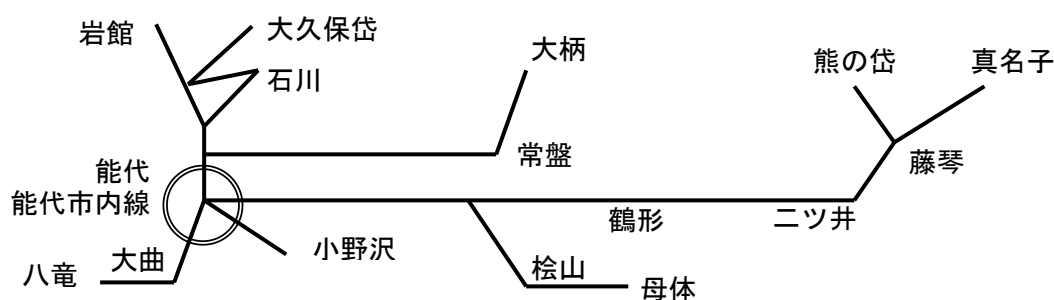 岩館
大久保岱
石川
大柄
熊の岱
真名子
常盤
藤琴
能代
能代市内線
鶴形
二ツ井
小野沢
大曲
八竜
桧山
母体